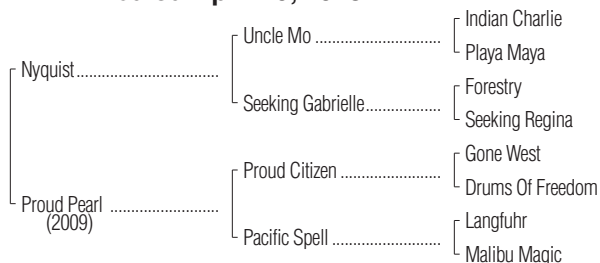 Indian Charlie
Uncle Mo ....................................
Playa Maya
Nyquist .........................................
Forestry
Seeking Gabrielle .....................
Seeking Regina
Gone West
Proud Citizen .............................
Drums Of Freedom
Proud Pearl ................................
(2009)
Langfuhr
Pacific Spell ...............................
Malibu Magic